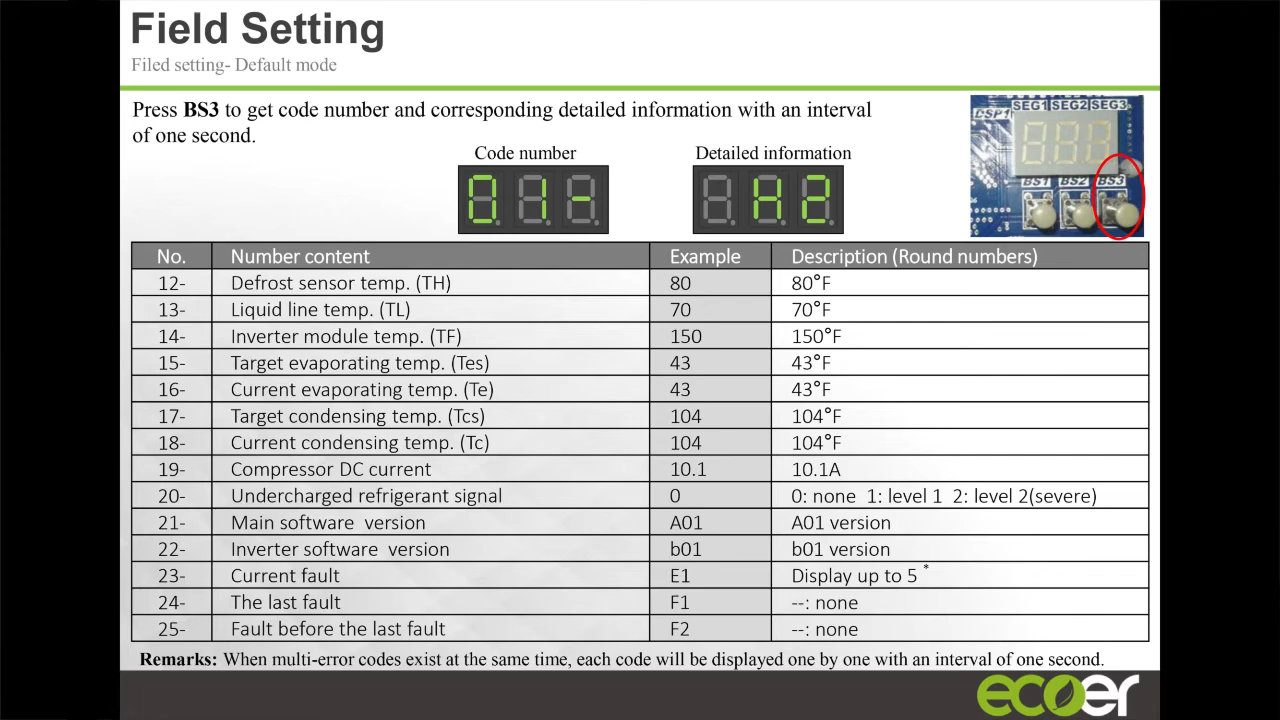 Field Setting
Filed setting- Default mode
Press BS3 to get code number and corresponding detailed information with an interval
of one second.
Code number
Detailed information
01-
H2
DSP1
SEG1 SEG2 SEG3
BS1 BS2 BS3
No. Number content Example Description (Round numbers)
12- Defrost sensor temp. (TH) 80 80°F
13- Liquid line temp. (TL) 70 70°F
14- Inverter module temp. (TF) 150 150°F
15- Target evaporating temp. (Tes) 43 43°F
16- Current evaporating temp. (Te) 43 43°F
17- Target condensing temp. (Tcs) 104 104°F
18- Current condensing temp. (Tc) 104 104°F
19- Compressor DC current 10.1 10.1A
20- Undercharged refrigerant signal 0 0: none 1: level 1 2: level 2(severe)
21- Main software version A01 A01 version
22- Inverter software version b01 b01 version
23- Current fault E1 Display up to 5 *
24- The last fault F1 --: none
25- Fault before the last fault F2 --: none
Remarks: When multi-error codes exist at the same time, each code will be displayed one by one with an interval of one second.
ecoer